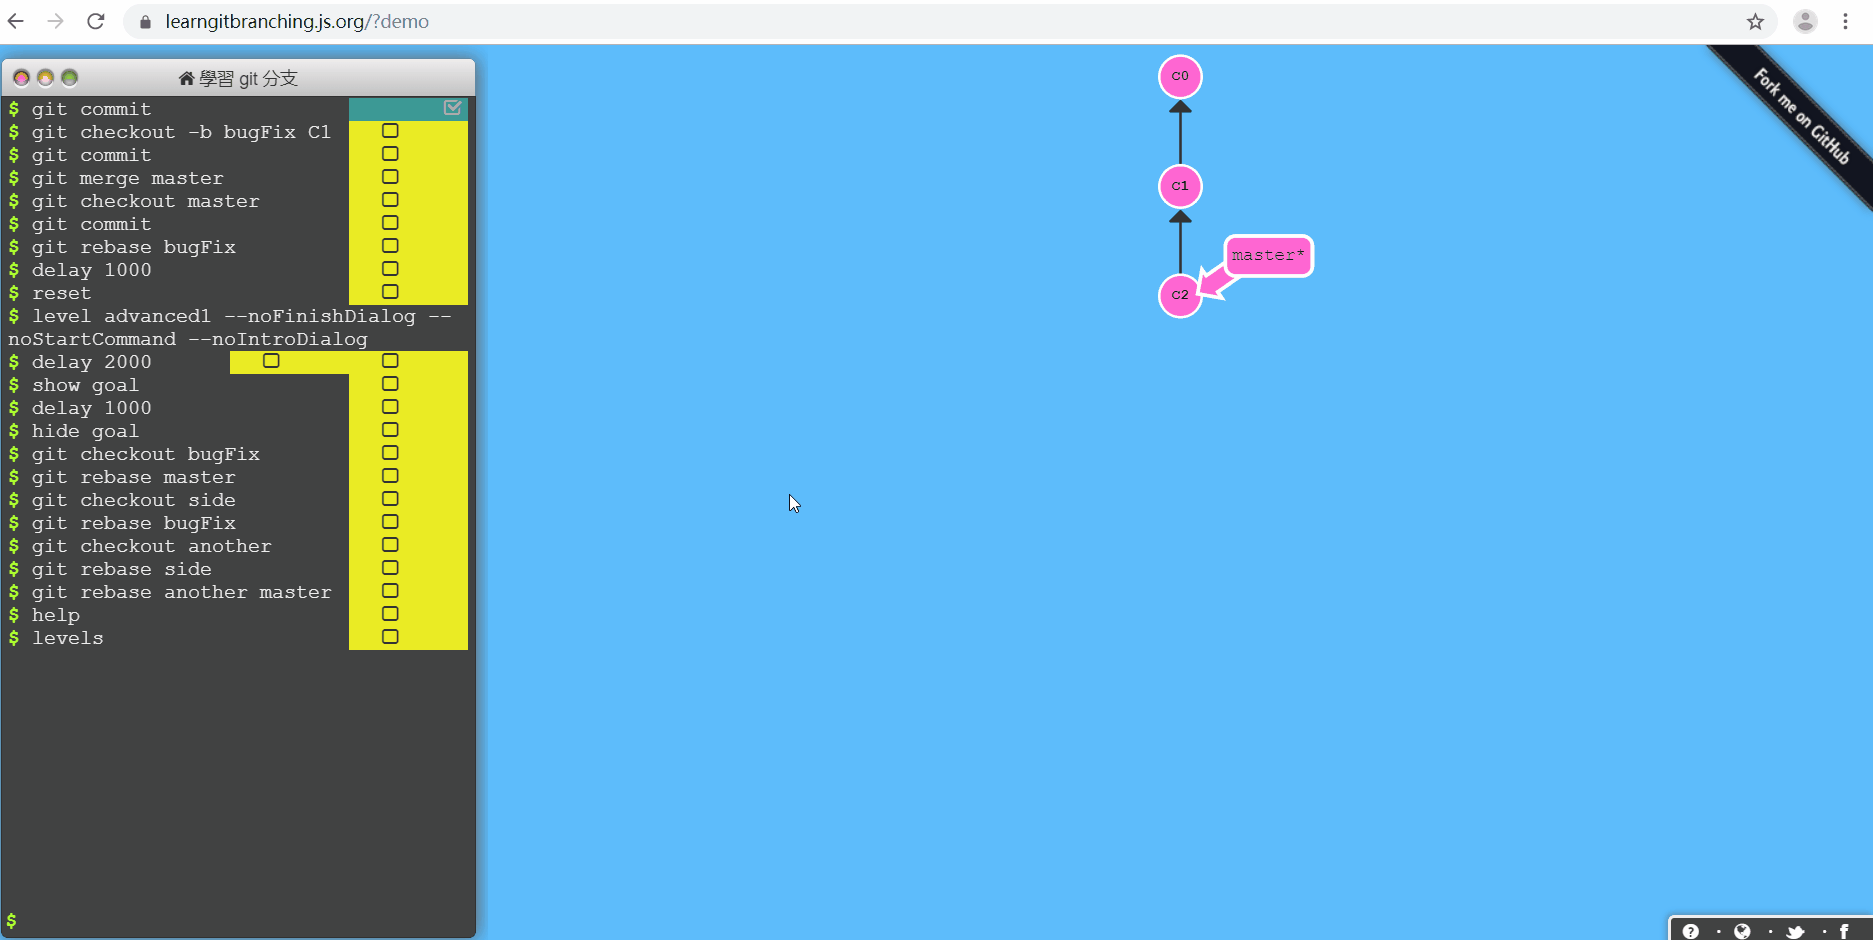 learngitbranching.js.org/?demo
學習 git 分支
$ git commit
$ git checkout -b bugFix C1
$ git commit
$ git merge master
$ git checkout master
$ git commit
$ git rebase bugFix
$ delay 1000
$ reset
$ level advanced1 --noFinishDialog --
noStartCommand --noIntroDialog
$ delay 2000
$ show goal
$ delay 1000
$ hide goal
$ git checkout bugFix
$ git rebase master
$ git checkout side
$ git rebase bugFix
$ git checkout another
$ git rebase side
$ git rebase another master
$ help
$ levels
$
C0
C1
master*
C2
Fork me on GitHub